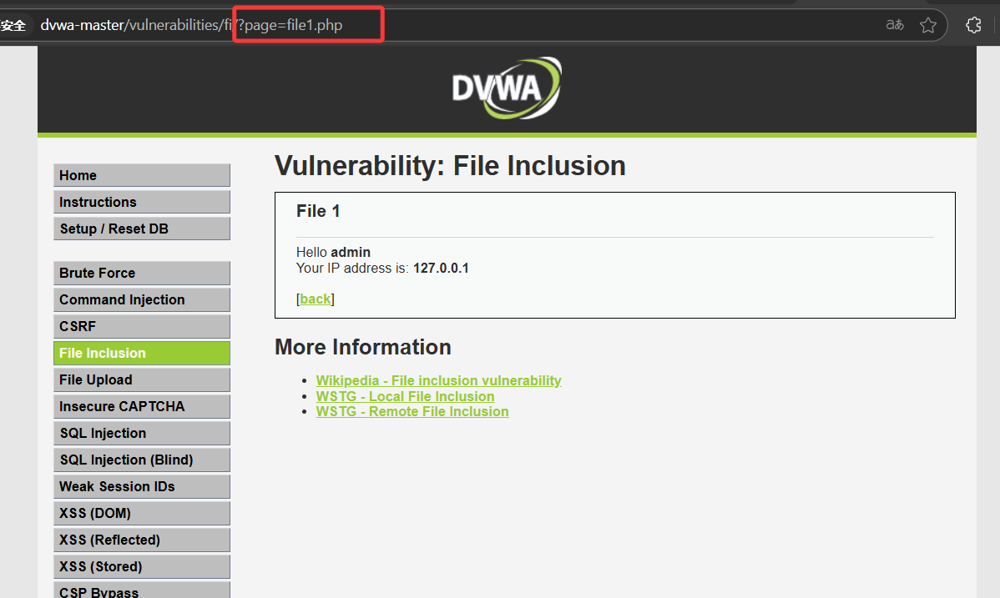 安全 dvwa-master/vulnerabilities/fi/?page=file1.php aあ
DVWA
Vulnerability: File Inclusion
Home
Instructions
Setup / Reset DB
Brute Force
Command Injection
CSRF
File Inclusion
File Upload
Insecure CAPTCHA
SQL Injection
SQL Injection (Blind)
Weak Session IDs
XSS (DOM)
XSS (Reflected)
XSS (Stored)
CSP Bypass
File 1
Hello admin
Your IP address is: 127.0.0.1
[back]
More Information
Wikipedia - File inclusion vulnerability
WSTG - Local File Inclusion
WSTG - Remote File Inclusion